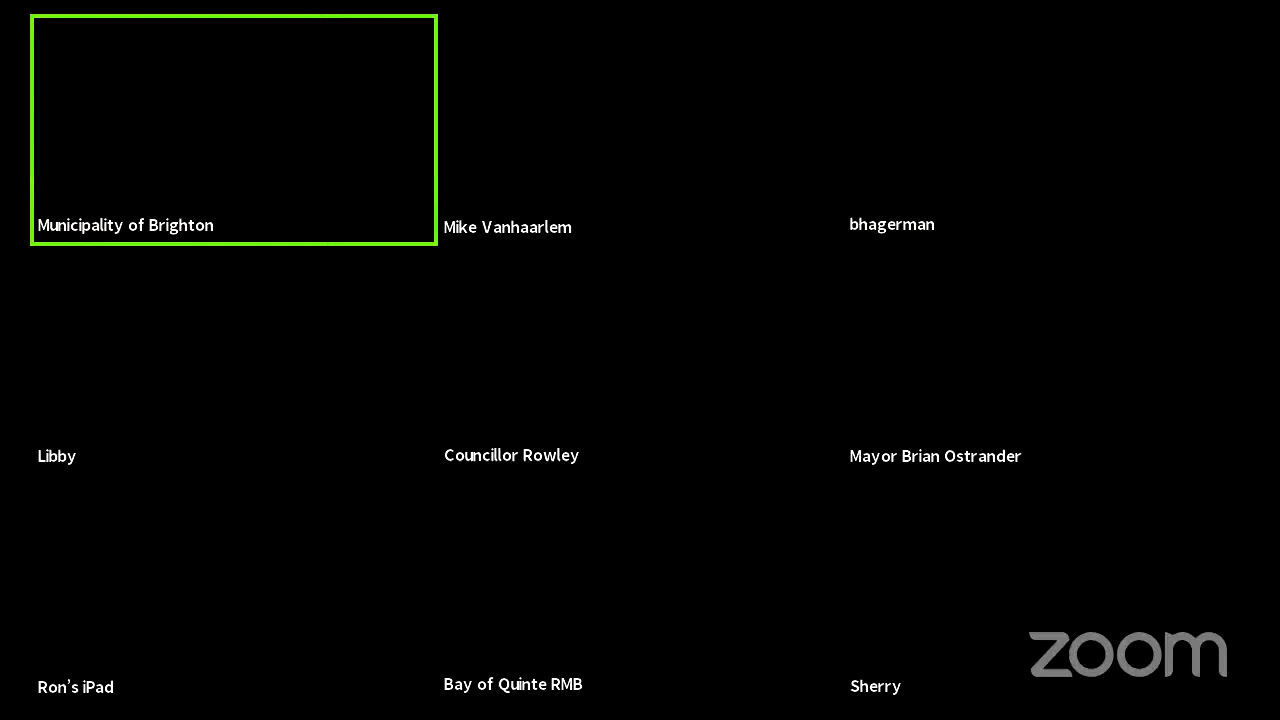 Municipality of Brighton
Mike Vanhaarlem
bhagerman
Libby
Councillor Rowley
Mayor Brian Ostrander
Ron's iPad
Bay of Quinte RMB
Sherry
zoom